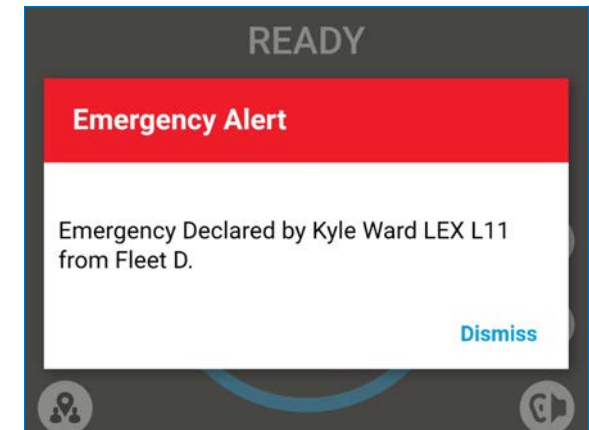 READY
Emergency Alert
Emergency Declared by Kyle Ward LEX L11
from Fleet D.
Dismiss